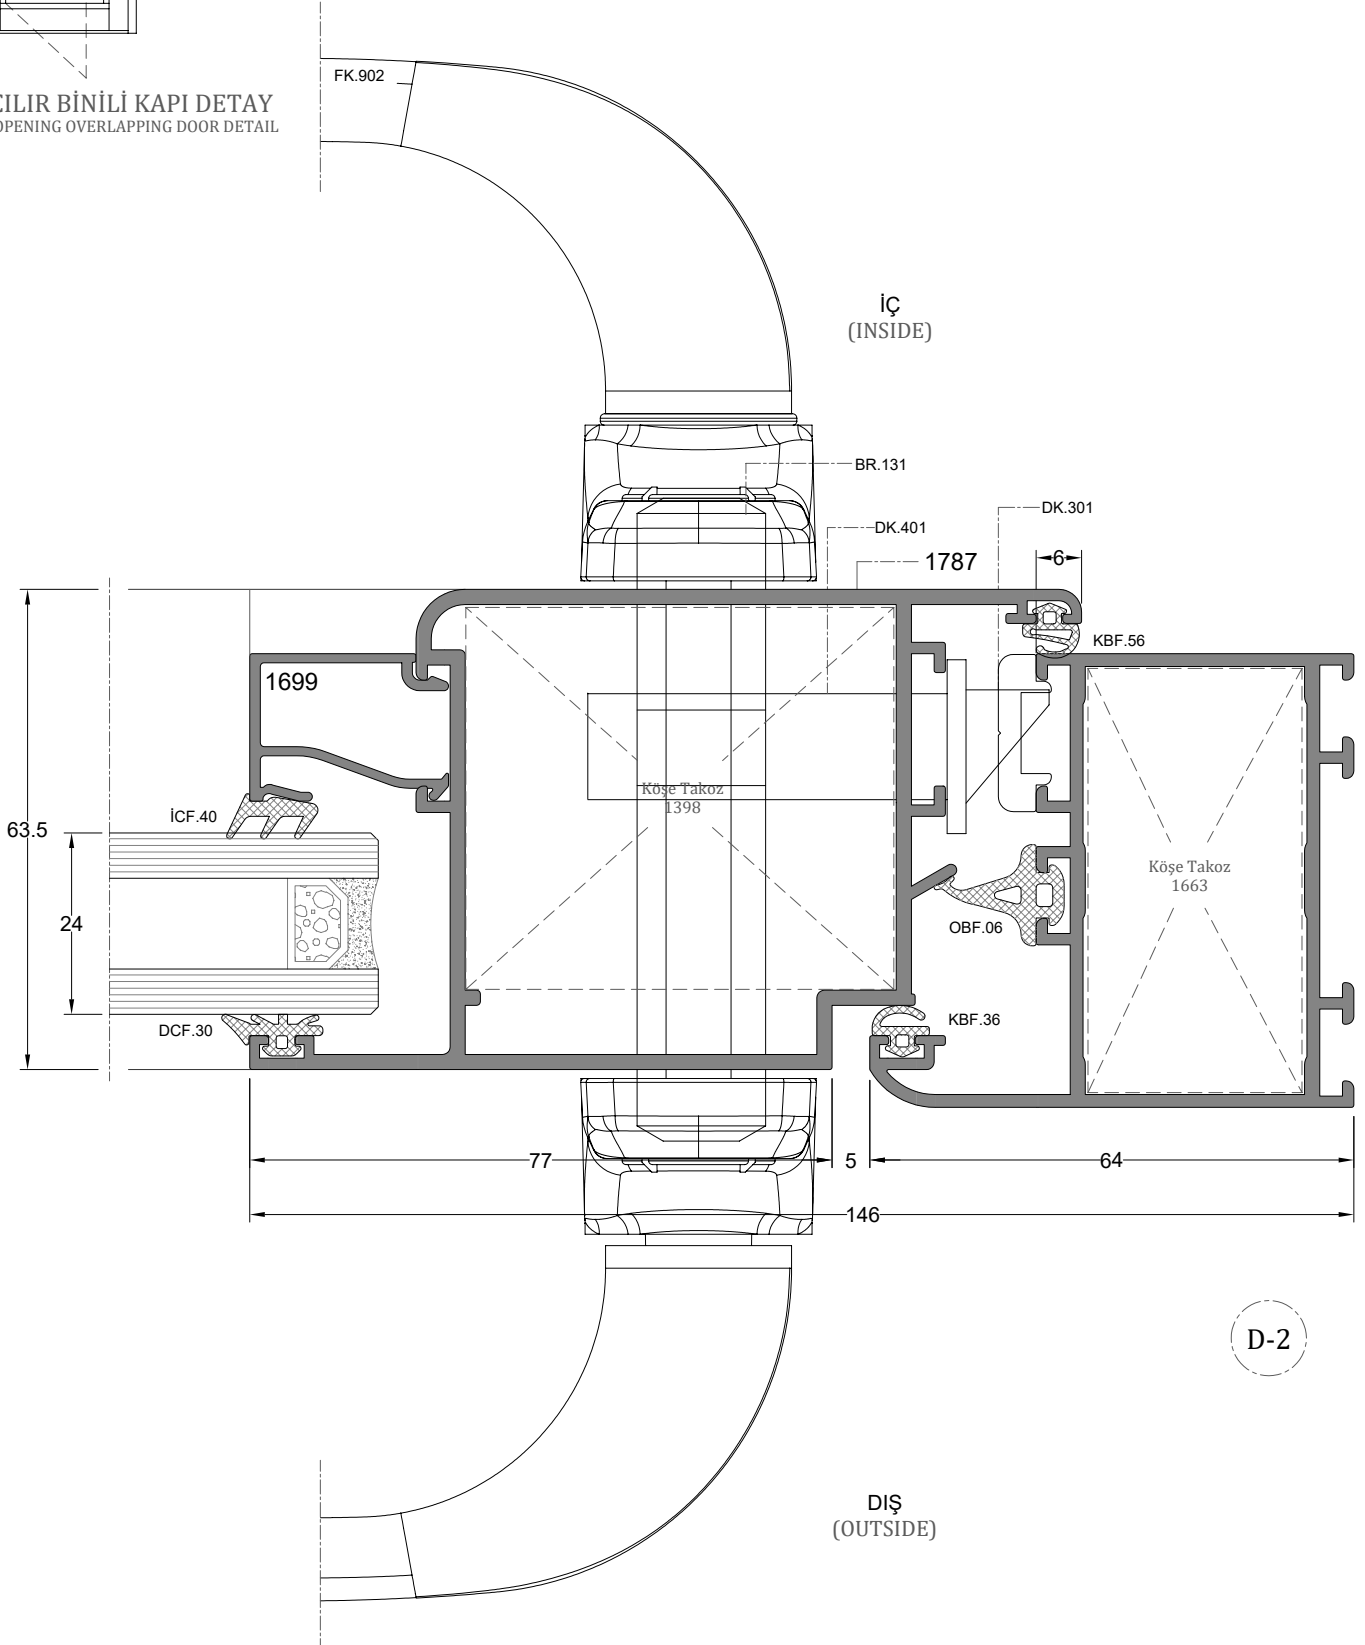 FK.902
ÇILIR BİNİLİ KAPI DETAY
OPENING OVERLAPPING DOOR DETAIL
İÇ
(INSIDE)
BR.131
DK.301
DK.401
1787
6
KBF.56
1699
Köşe Takoz
1398
İCF.40
63.5
24
Köşe Takoz
1663
OBF.06
DCF.30
KBF.36
77
5
64
146
D-2
DIŞ
(OUTSIDE)